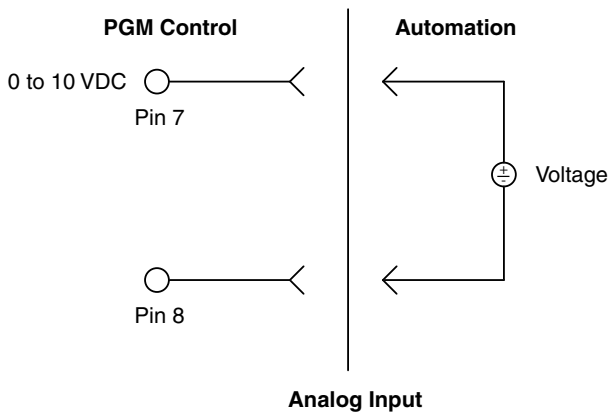 PGM Control
Automation
0 to 10 VDC
Pin 7
+
-
Voltage
Pin 8
Analog Input